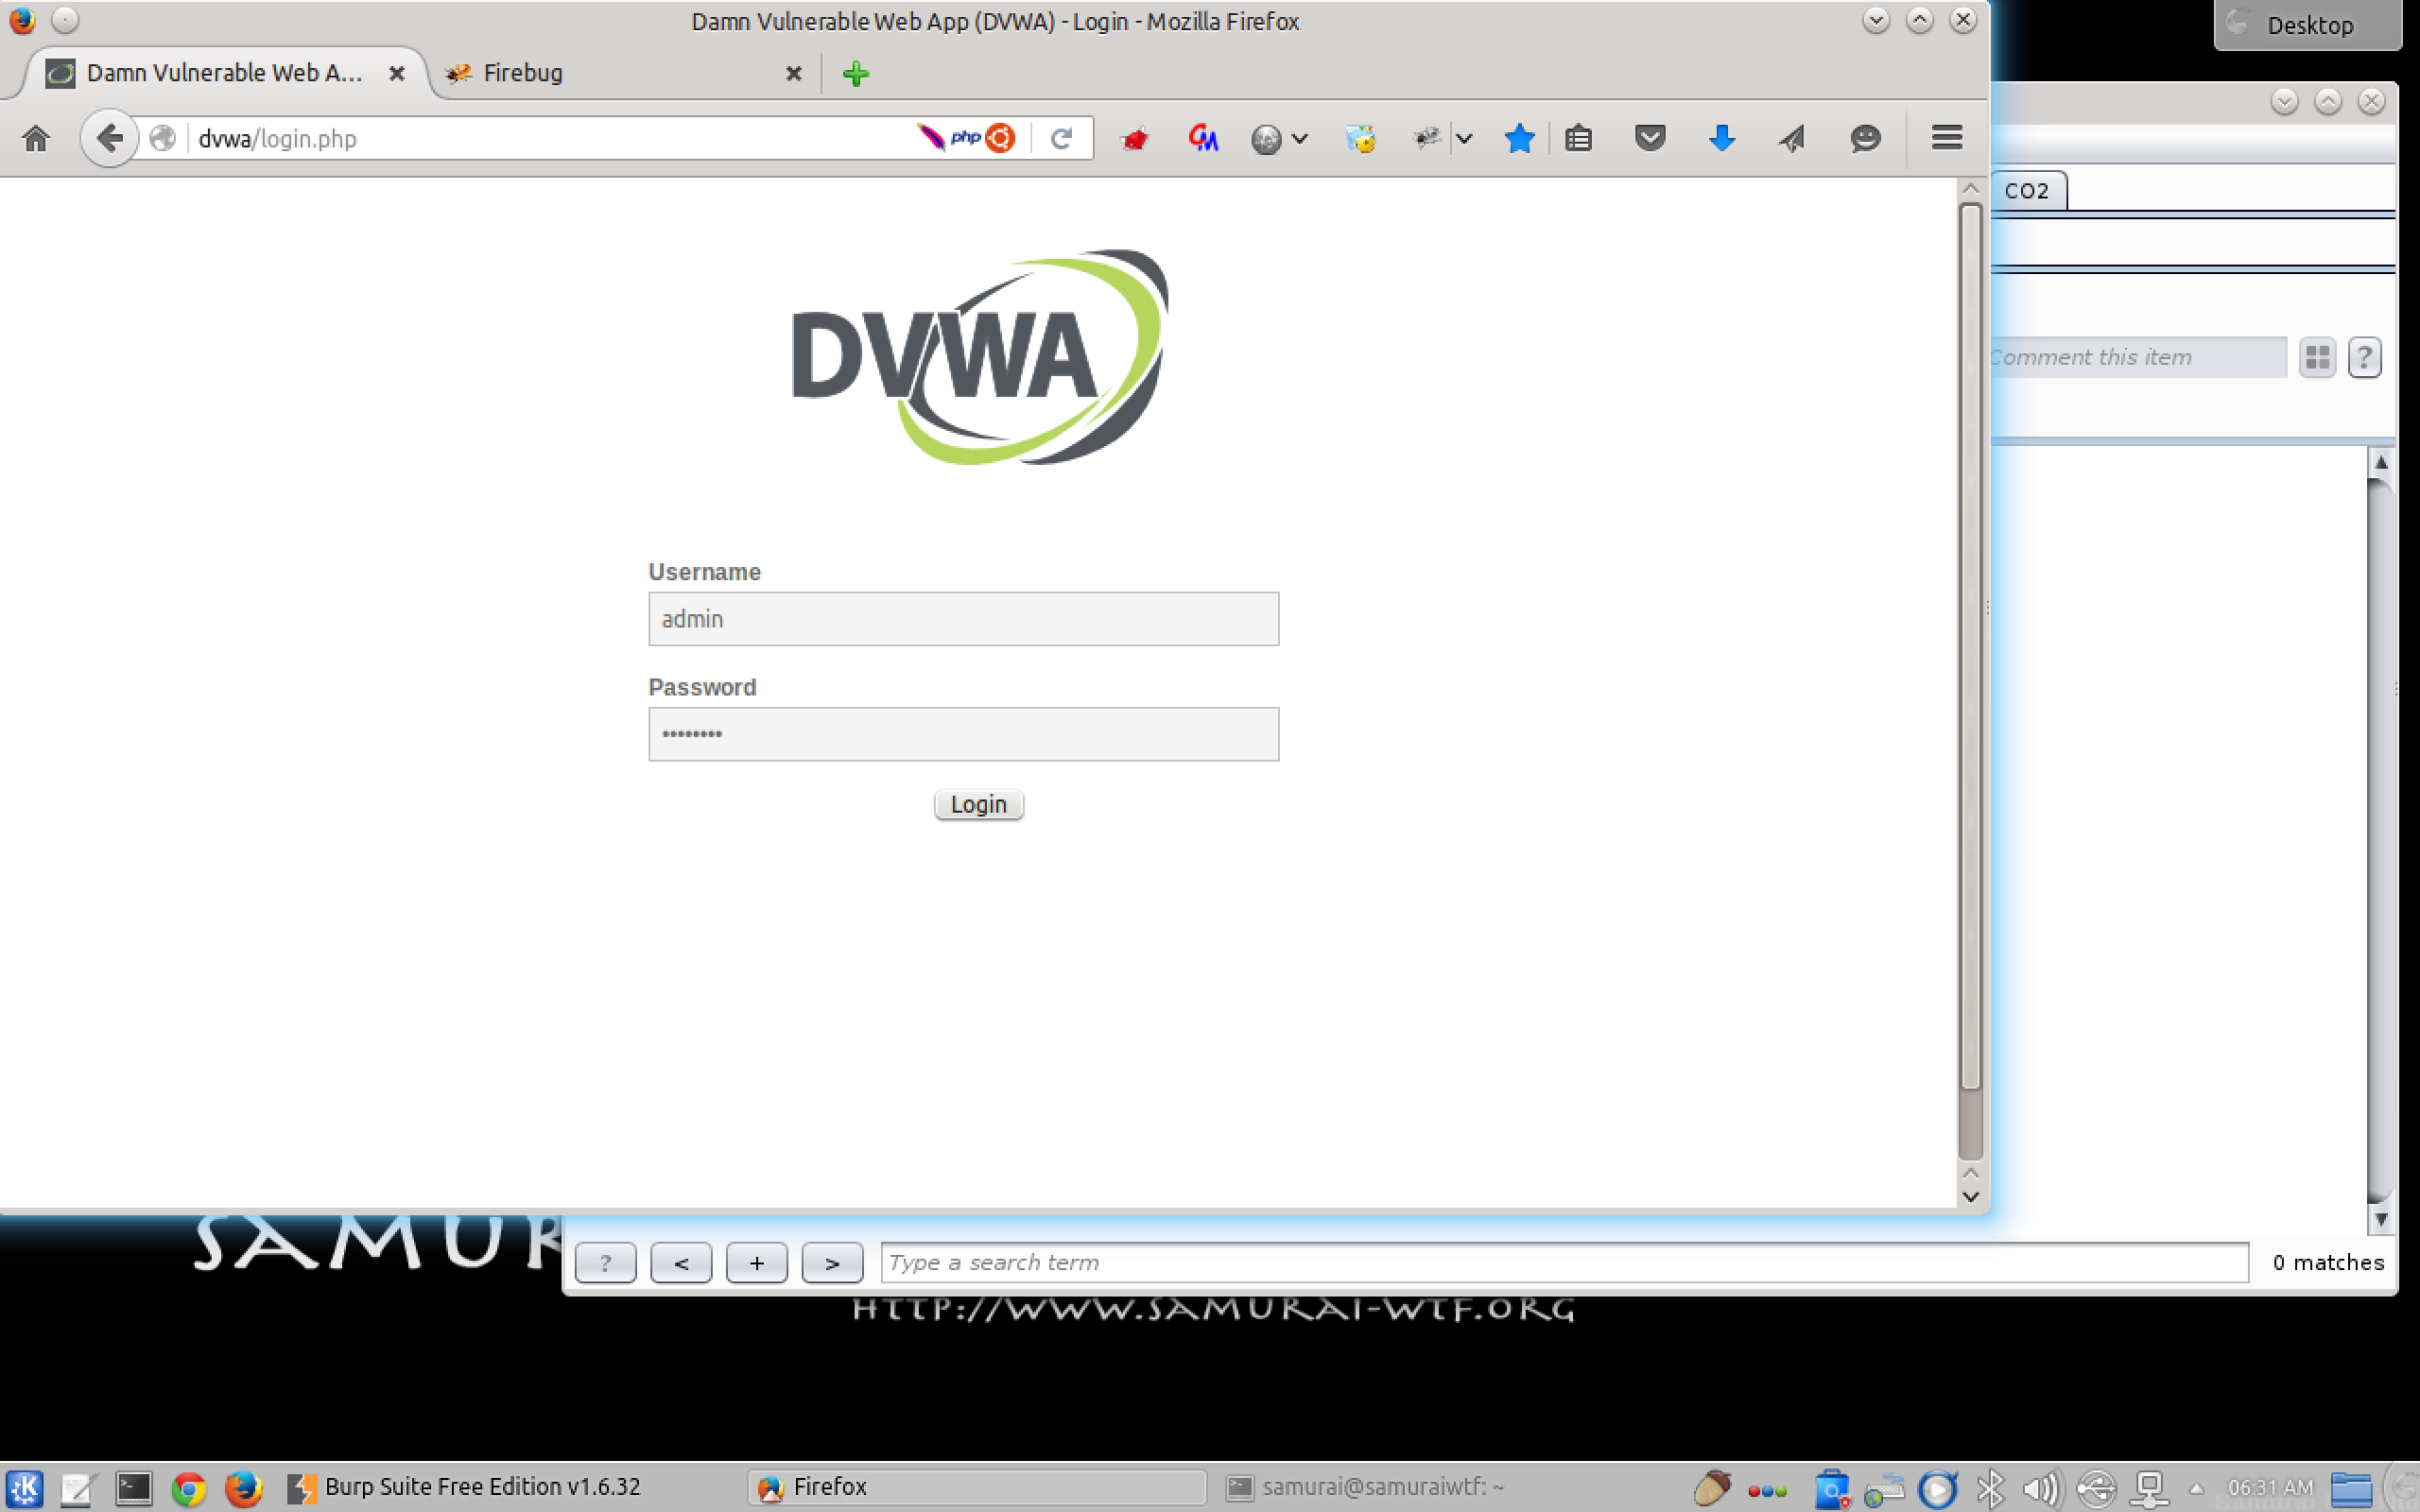 Damn Vulnerable Web App (DVWA) - Login - Mozilla Firefox
Desktop
Damn Vulnerable Web A...
Firebug
dvwa/login.php
php
CO2
DVWA
Comment this item
?
Username
admin
Password
••••••••
Login
? < + > Type a search term 0 matches
HTTP://WWW.SAMURAI-WTF.ORG
Burp Suite Free Edition v1.6.32
Firefox
samurai@samuraiwtf: ~
06:31 AM